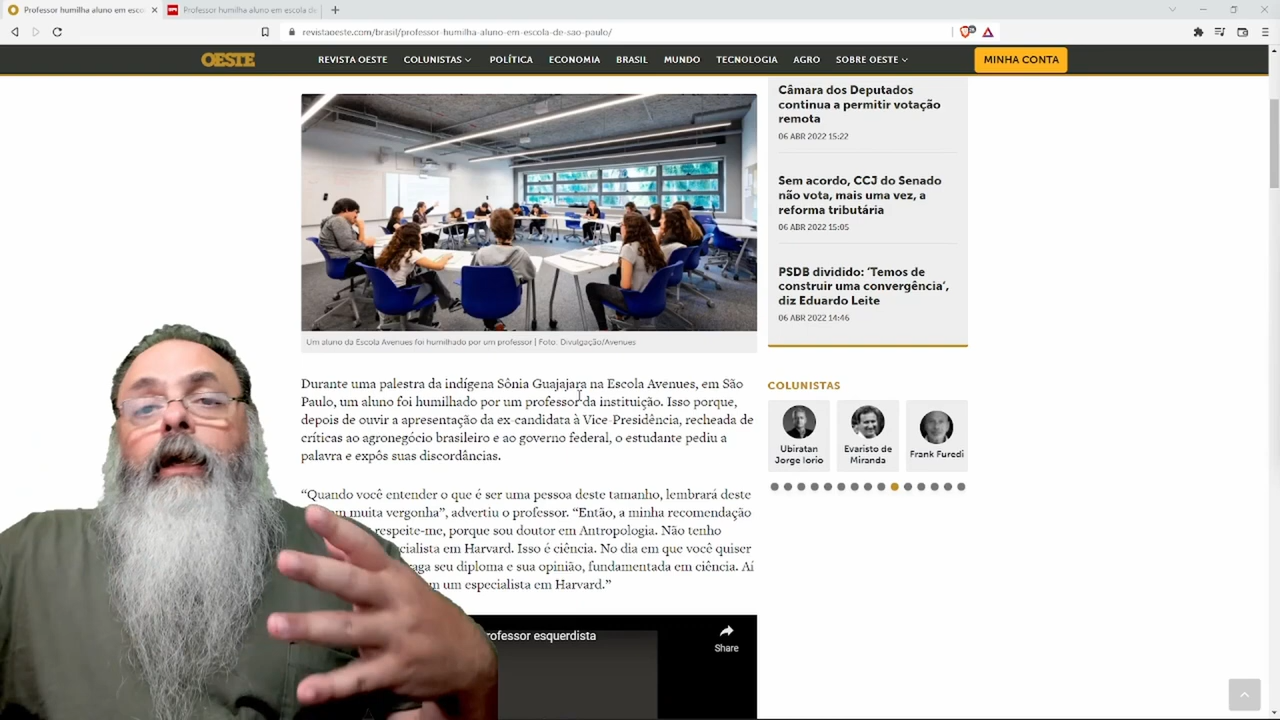 Professor humilha aluno em esco
Professor humilha aluno em escola de
revistaoeste.com/brasil/professor-humilha-aluno-em-escola-de-sao-paulo/
OESTE
REVISTA OESTE COLUNISTAS POLÍTICA ECONOMIA BRASIL MUNDO TECNOLOGIA AGRO SOBRE OESTE
MINHA CONTA
Câmara dos Deputados
continua a permitir votação
remota
06 ABR 2022 15:22
Sem acordo, CCJ do Senado
não vota, mais uma vez, a
reforma tributária
06 ABR 2022 15:05
PSDB dividido: ‘Temos de
construir uma convergência’,
diz Eduardo Leite
06 ABR 2022 14:46
Um aluno da Escola Avenues foi humilhado por um professor | Foto: Divulgação/Avenues
Durante uma palestra da indígena Sônia Guajajara na Escola Avenues, em São
Paulo, um aluno foi humilhado por um professor da instituição. Isso porque,
depois de ouvir a apresentação da ex-candidata à Vice-Presidência, recheada de
críticas ao agronegócio brasileiro e ao governo federal, o estudante pediu a
palavra e expôs suas discordâncias.
“Quando você entender o que é ser uma pessoa deste tamanho, lembrará deste
m muita vergonha”, advertiu o professor. “Então, a minha recomendação
respeite-me, porque sou doutor em Antropologia. Não tenho
cialista em Harvard. Isso é ciência. No dia em que você quiser
aga seu diploma e sua opinião, fundamentada em ciência. Aí
m um especialista em Harvard.”
COLUNISTAS
Ubiratan
Jorge Iorio
Evaristo de
Miranda
Frank Furedi
rofessor esquerdista
Share